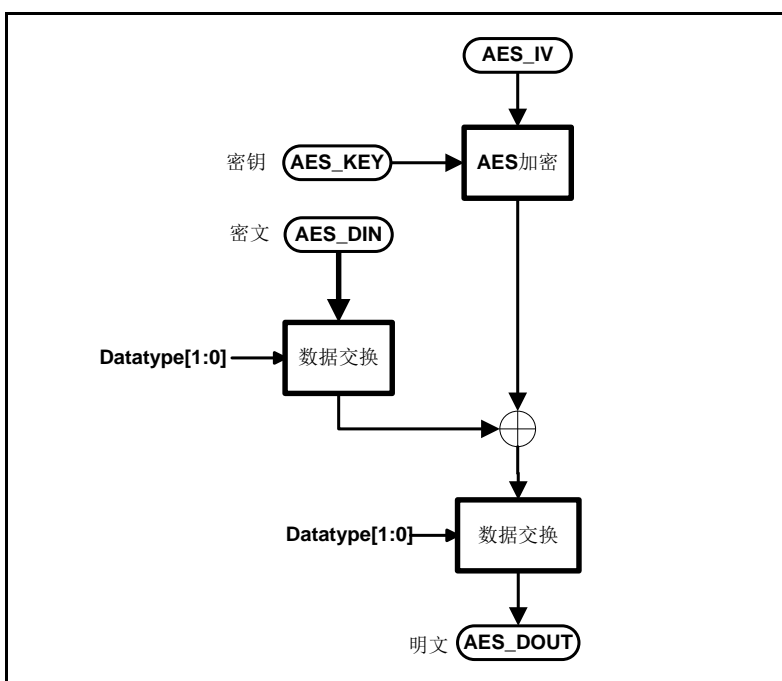 AES_IV
密钥 AES_KEY AES加密
密文 AES_DIN
Datatype[1:0] 数据交换
Datatype[1:0] 数据交换
明文 AES_DOUT